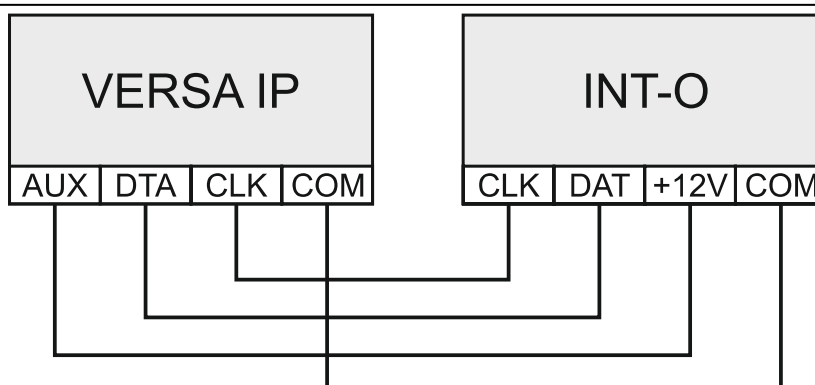 VERSA IP
INT-O
AUX DTA CLK COM
CLK DAT +12V COM